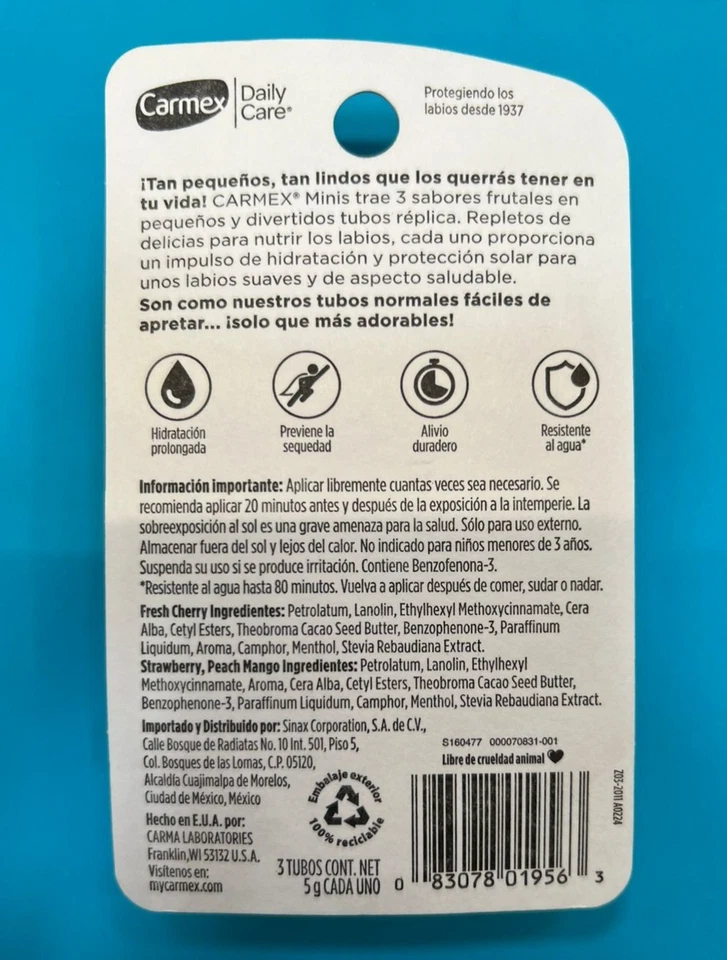 Carmex
Daily
Care®
Protegiendo los
labios desde 1937
¡Tan pequeños, tan lindos que los querrás tener en
tu vida! CARMEX® Minis trae 3 sabores frutales en
pequeños y divertidos tubos réplica. Repletos de
delicias para nutrir los labios, cada uno proporciona
un impulso de hidratación y protección solar para
unos labios suaves y de aspecto saludable.
Son como nuestros tubos normales fáciles de
apretar... ¡solo que más adorables!
Hidratación
prolongada
Previene la
sequedad
Alivio
duradero
Resistente
al agua*
Información importante: Aplicar libremente cuantas veces sea necesario. Se
recomienda aplicar 20 minutos antes y después de la exposición a la intemperie. La
sobreexposición al sol es una grave amenaza para la salud. Sólo para uso externo.
Almacenar fuera del sol y lejos del calor. No indicado para niños menores de 3 años.
Suspenda su uso si se produce irritación. Contiene Benzofenona-3.
*Resistente al agua hasta 80 minutos. Vuelva a aplicar después de comer, sudar o nadar.
Fresh Cherry Ingredientes: Petrolatum, Lanolin, Ethylhexyl Methoxycinnamate, Cera
Alba, Cetyl Esters, Theobroma Cacao Seed Butter, Benzophenone-3, Paraffinum
Liquidum, Aroma, Camphor, Menthol, Stevia Rebaudiana Extract.
Strawberry, Peach Mango Ingredientes: Petrolatum, Lanolin, Ethylhexyl
Methoxycinnamate, Aroma, Cera Alba, Cetyl Esters, Theobroma Cacao Seed Butter,
Benzophenone-3, Paraffinum Liquidum, Camphor, Menthol, Stevia Rebaudiana Extract.
Importado y Distribuido por: Sinax Corporation, S.A. de C.V.,
Calle Bosque de Radiatas No. 10 Int. 501, Piso 5,
Col. Bosques de las Lomas, C.P. 05120,
Alcaldía Cuajimalpa de Morelos,
Ciudad de México, México
Hecho en E.U.A. por:
CARMA LABORATORIES
Franklin,WI 53132 U.S.A.
Visítenos en:
mycarmex.com
Embalaje exterior
100% reciclable
3 TUBOS CONT. NET
5 g CADA UNO
S160477 000070831-001
Libre de crueldad animal
0 83078 01956 3
Z03-2011 A0224